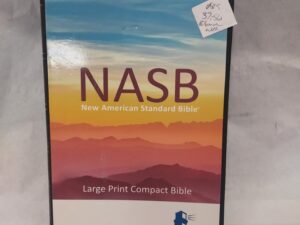 NASB
New American Standard Bible®
Large Print Compact Bible